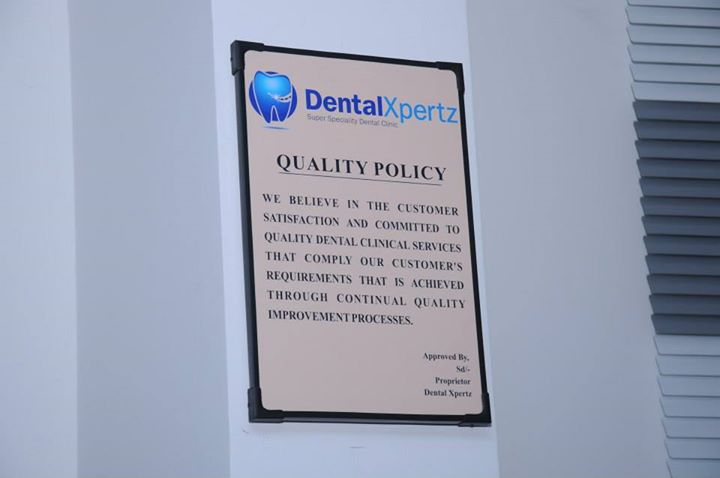 DentalXpertz
Super Speciality Dental Clinic
QUALITY POLICY
WE BELIEVE IN THE CUSTOMER
SATISFACTION AND COMMITTED TO
QUALITY DENTAL CLINICAL SERVICES
THAT COMPLY OUR CUSTOMER'S
REQUIREMENTS THAT IS ACHIEVED
THROUGH CONTINUAL QUALITY
IMPROVEMENT PROCESSES.
Approved By,
Sd/-
Proprietor
Dental Xpertz